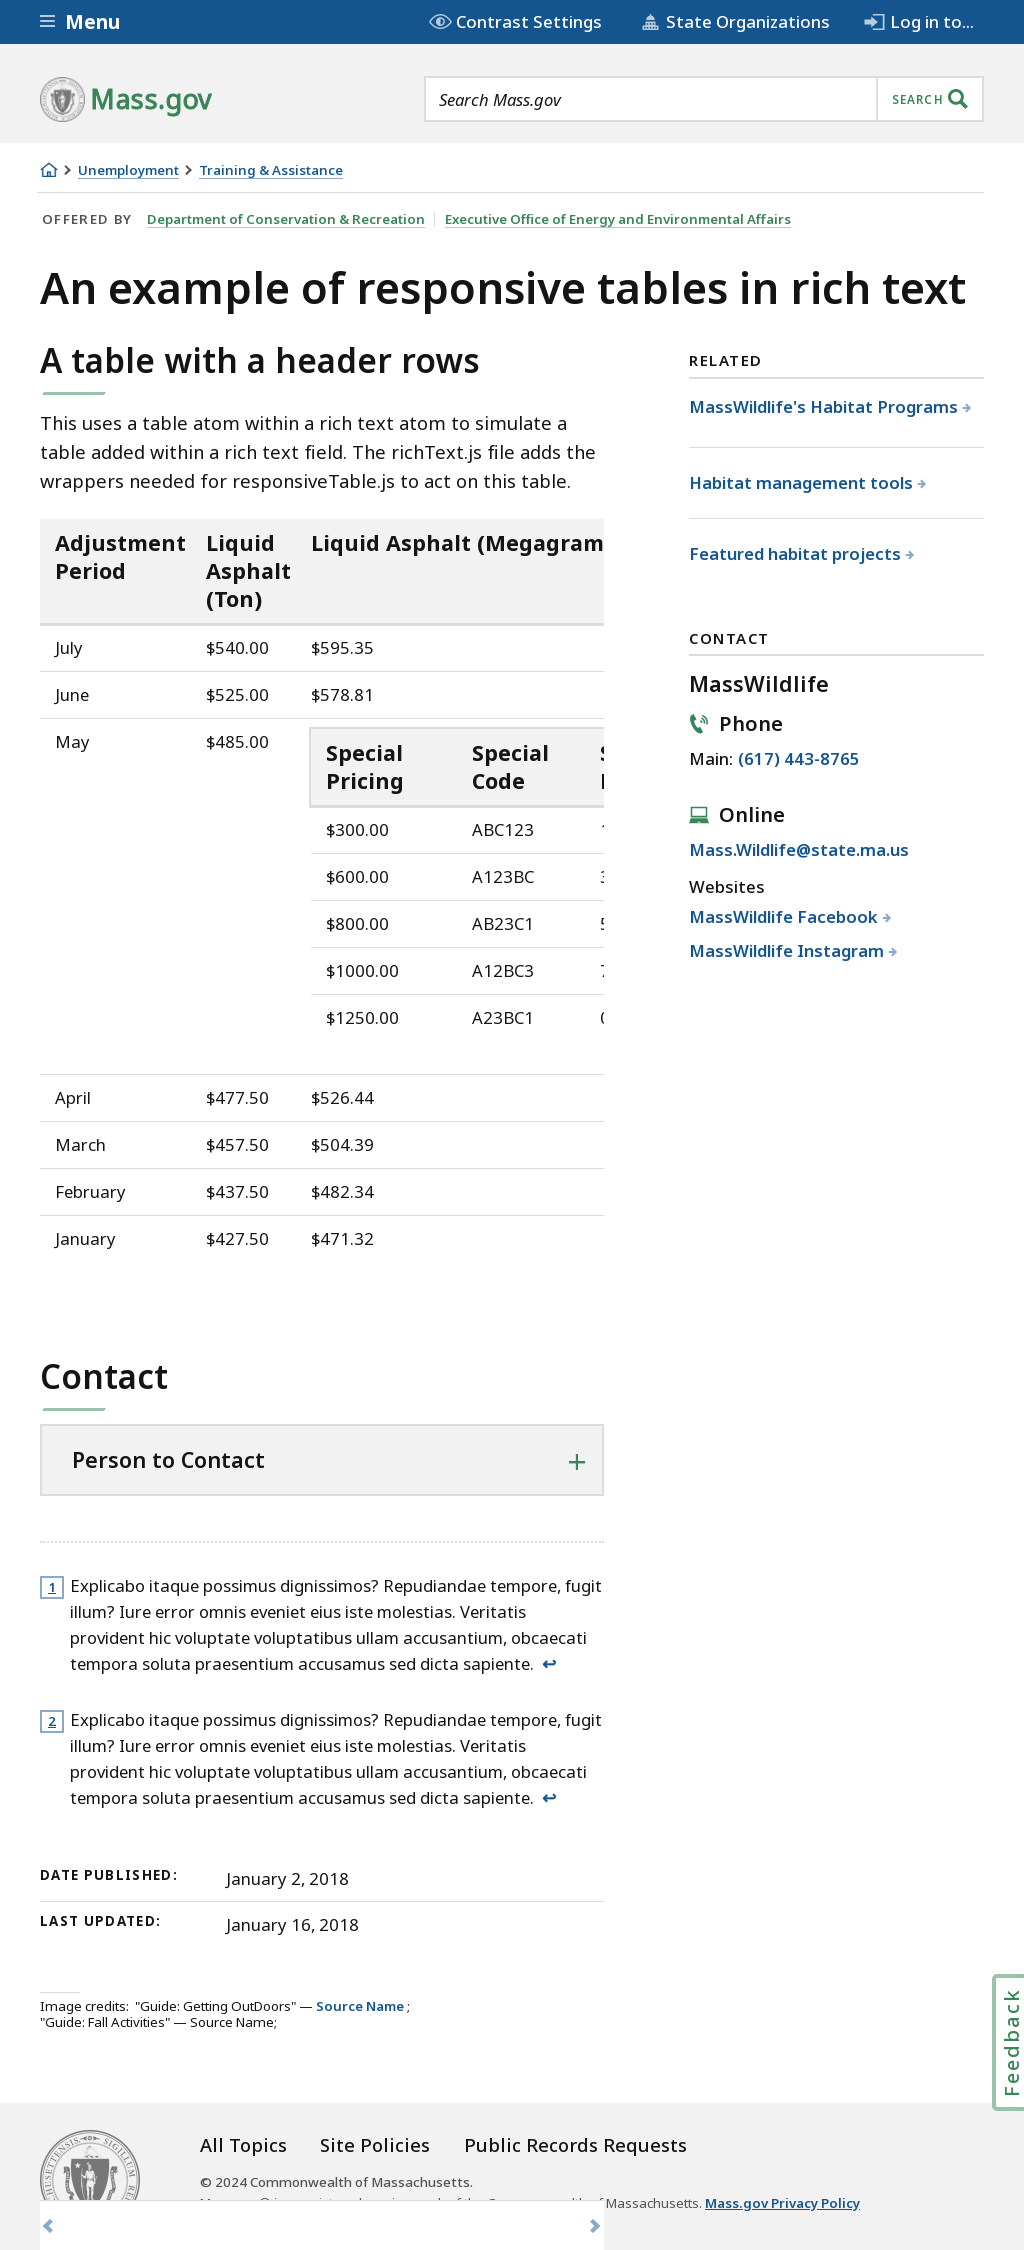 Menu
Contrast Settings
State Organizations
Log in to...
Mass.gov
Search Mass.gov
SEARCH
Unemployment
Training & Assistance
OFFERED BY
Department of Conservation & Recreation
Executive Office of Energy and Environmental Affairs
An example of responsive tables in rich text
A table with a header rows
This uses a table atom within a rich text atom to simulate a
table added within a rich text field. The richText.js file adds the
wrappers needed for responsiveTable.js to act on this table.
Adjustment Period Liquid Asphalt (Ton) Liquid Asphalt (Megagram
July $540.00 $595.35
June $525.00 $578.81
May $485.00
Special Pricing Special Code
$300.00 ABC123
$600.00 A123BC
$800.00 AB23C1
$1000.00 A12BC3
$1250.00 A23BC1
April $477.50 $526.44
March $457.50 $504.39
February $437.50 $482.34
January $427.50 $471.32
RELATED
MassWildlife's Habitat Programs
Habitat management tools
Featured habitat projects
CONTACT
MassWildlife
Phone
Main: (617) 443-8765
Online
Mass.Wildlife@state.ma.us
Websites
MassWildlife Facebook
MassWildlife Instagram
Contact
Person to Contact
1 Explicabo itaque possimus dignissimos? Repudiandae tempore, fugit
illum? Iure error omnis eveniet eius iste molestias. Veritatis
provident hic voluptate voluptatibus ullam accusantium, obcaecati
tempora soluta praesentium accusamus sed dicta sapiente. ↩
2 Explicabo itaque possimus dignissimos? Repudiandae tempore, fugit
illum? Iure error omnis eveniet eius iste molestias. Veritatis
provident hic voluptate voluptatibus ullam accusantium, obcaecati
tempora soluta praesentium accusamus sed dicta sapiente. ↩
DATE PUBLISHED: January 2, 2018
LAST UPDATED: January 16, 2018
Image credits: "Guide: Getting OutDoors" — Source Name ;
"Guide: Fall Activities" — Source Name;
Feedback
All Topics
Site Policies
Public Records Requests
© 2024 Commonwealth of Massachusetts.
Massachusetts. Mass.gov Privacy Policy